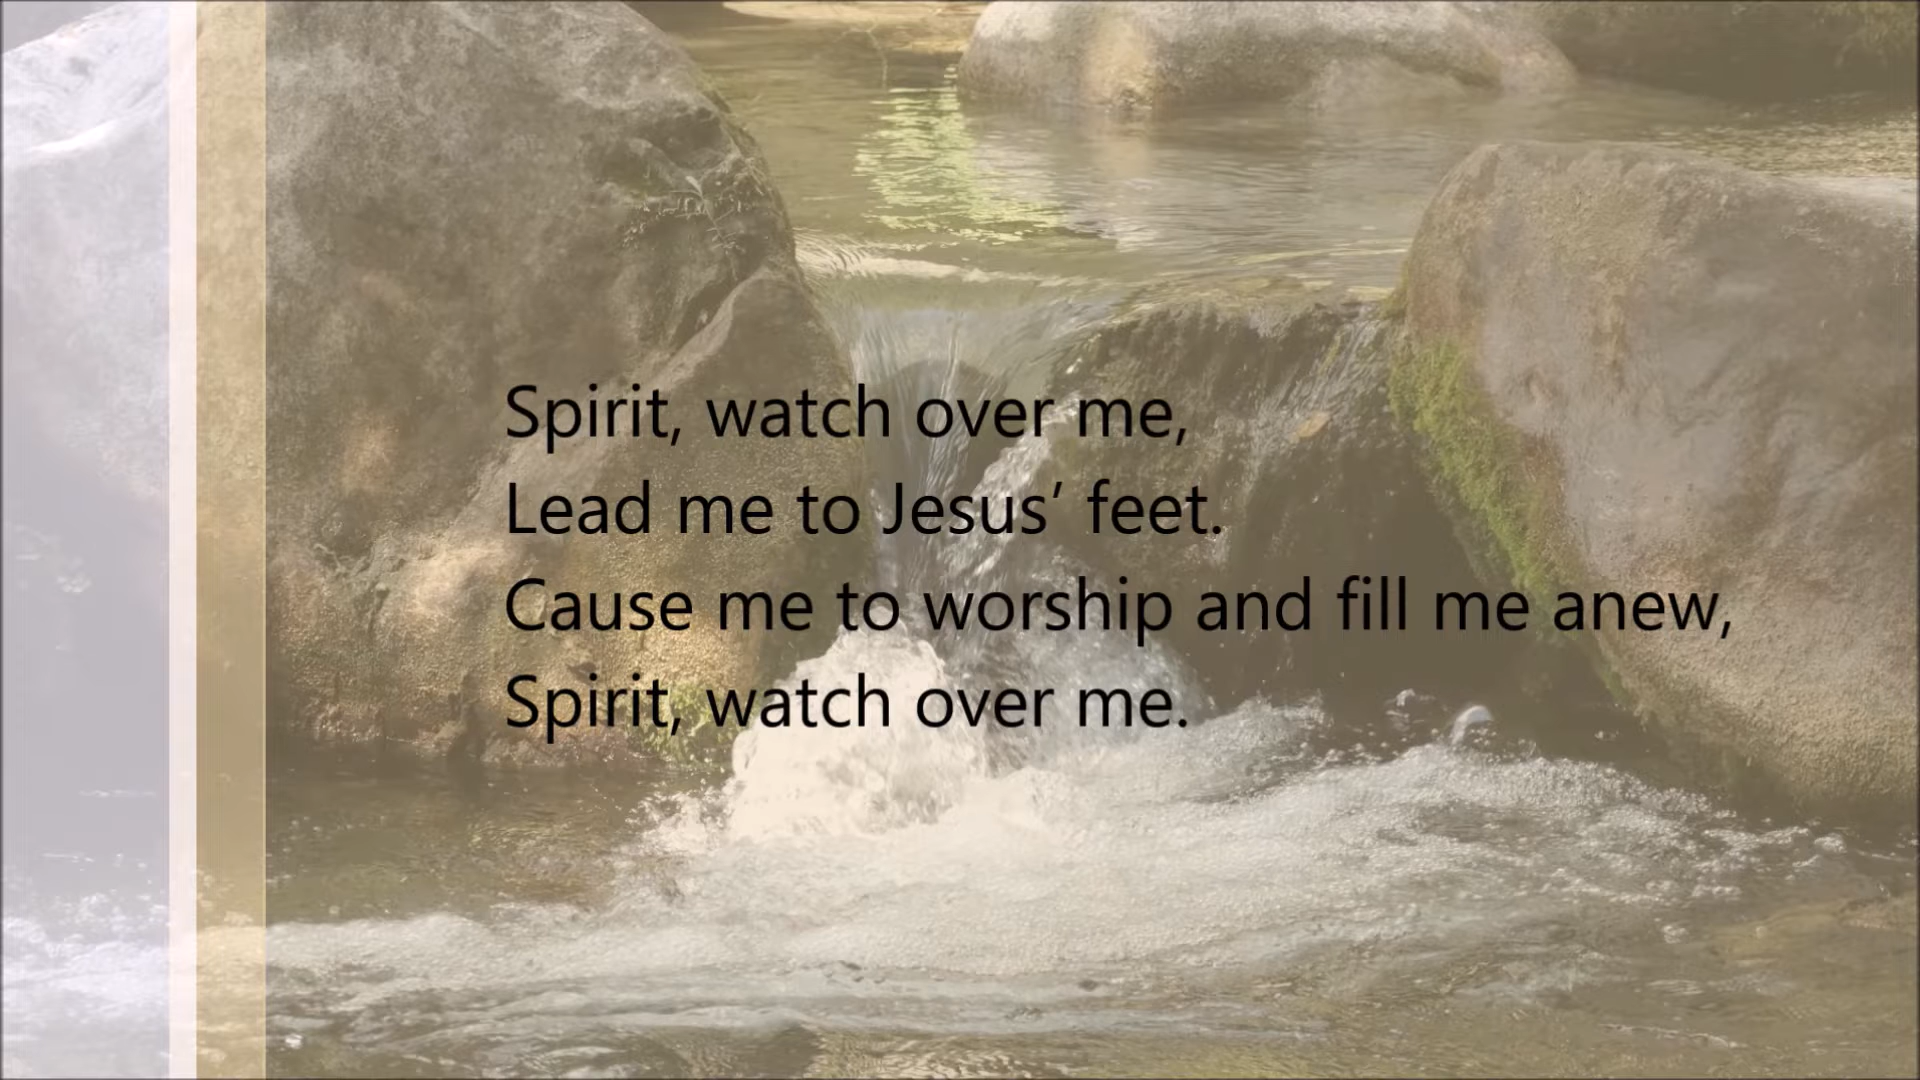 Spirit, watch over me,
Lead me to Jesus’ feet.
Cause me to worship and fill me anew,
Spirit, watch over me.